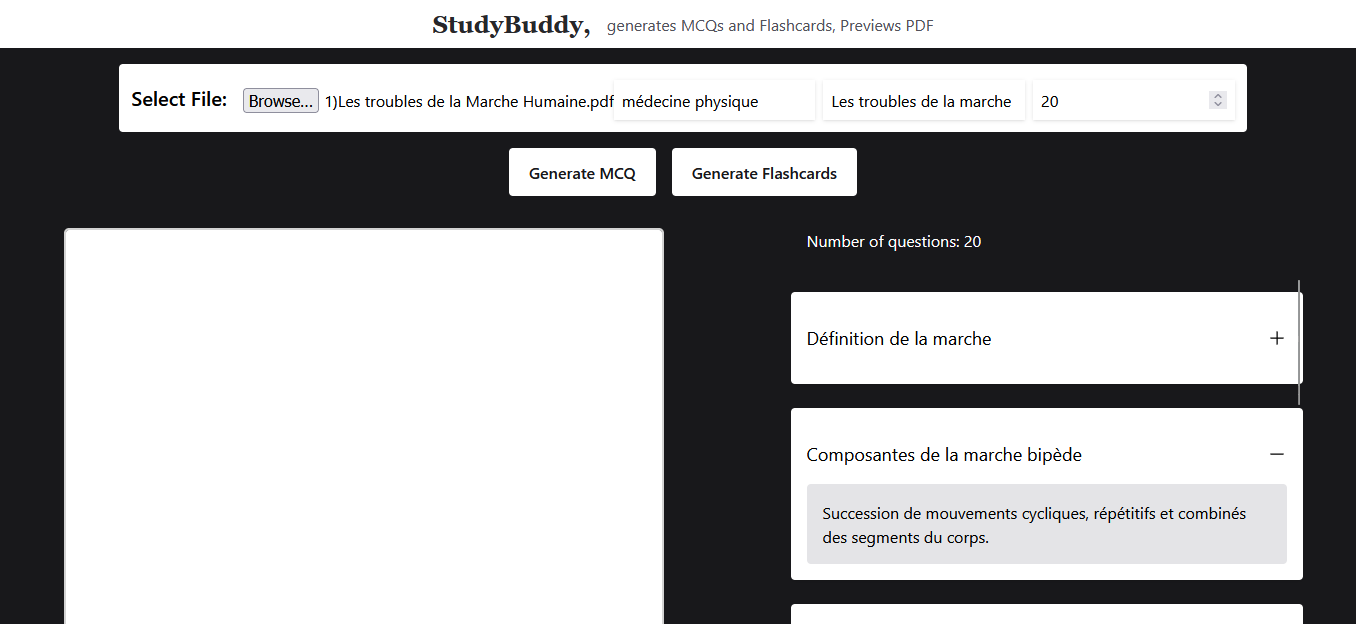 StudyBuddy, generates MCQs and Flashcards, Previews PDF
Select File: Browse... 1)Les troubles de la Marche Humaine.pdf médecine physique Les troubles de la marche 20
Generate MCQ Generate Flashcards
Number of questions: 20
Définition de la marche
Composantes de la marche bipède
Succession de mouvements cycliques, répétitifs et combinés
des segments du corps.